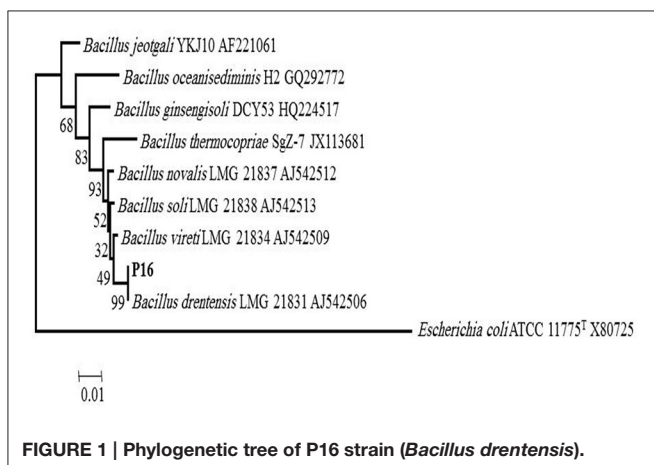 Bacillus jeotgali YKJ10 AF221061
Bacillus oceanisediminis H2 GQ292772
Bacillus ginsengisoli DCY53 HQ224517
68
Bacillus thermocopriae SgZ-7 JX113681
83
Bacillus novalis LMG 21837 AJ542512
93
Bacillus soli LMG 21838 AJ542513
52
Bacillus vireti LMG 21834 AJ542509
32
P16
49
99 Bacillus drentensis LMG 21831 AJ542506
Escherichia coli ATCC 11775T X80725
0.01
FIGURE 1 | Phylogenetic tree of P16 strain (Bacillus drentensis).